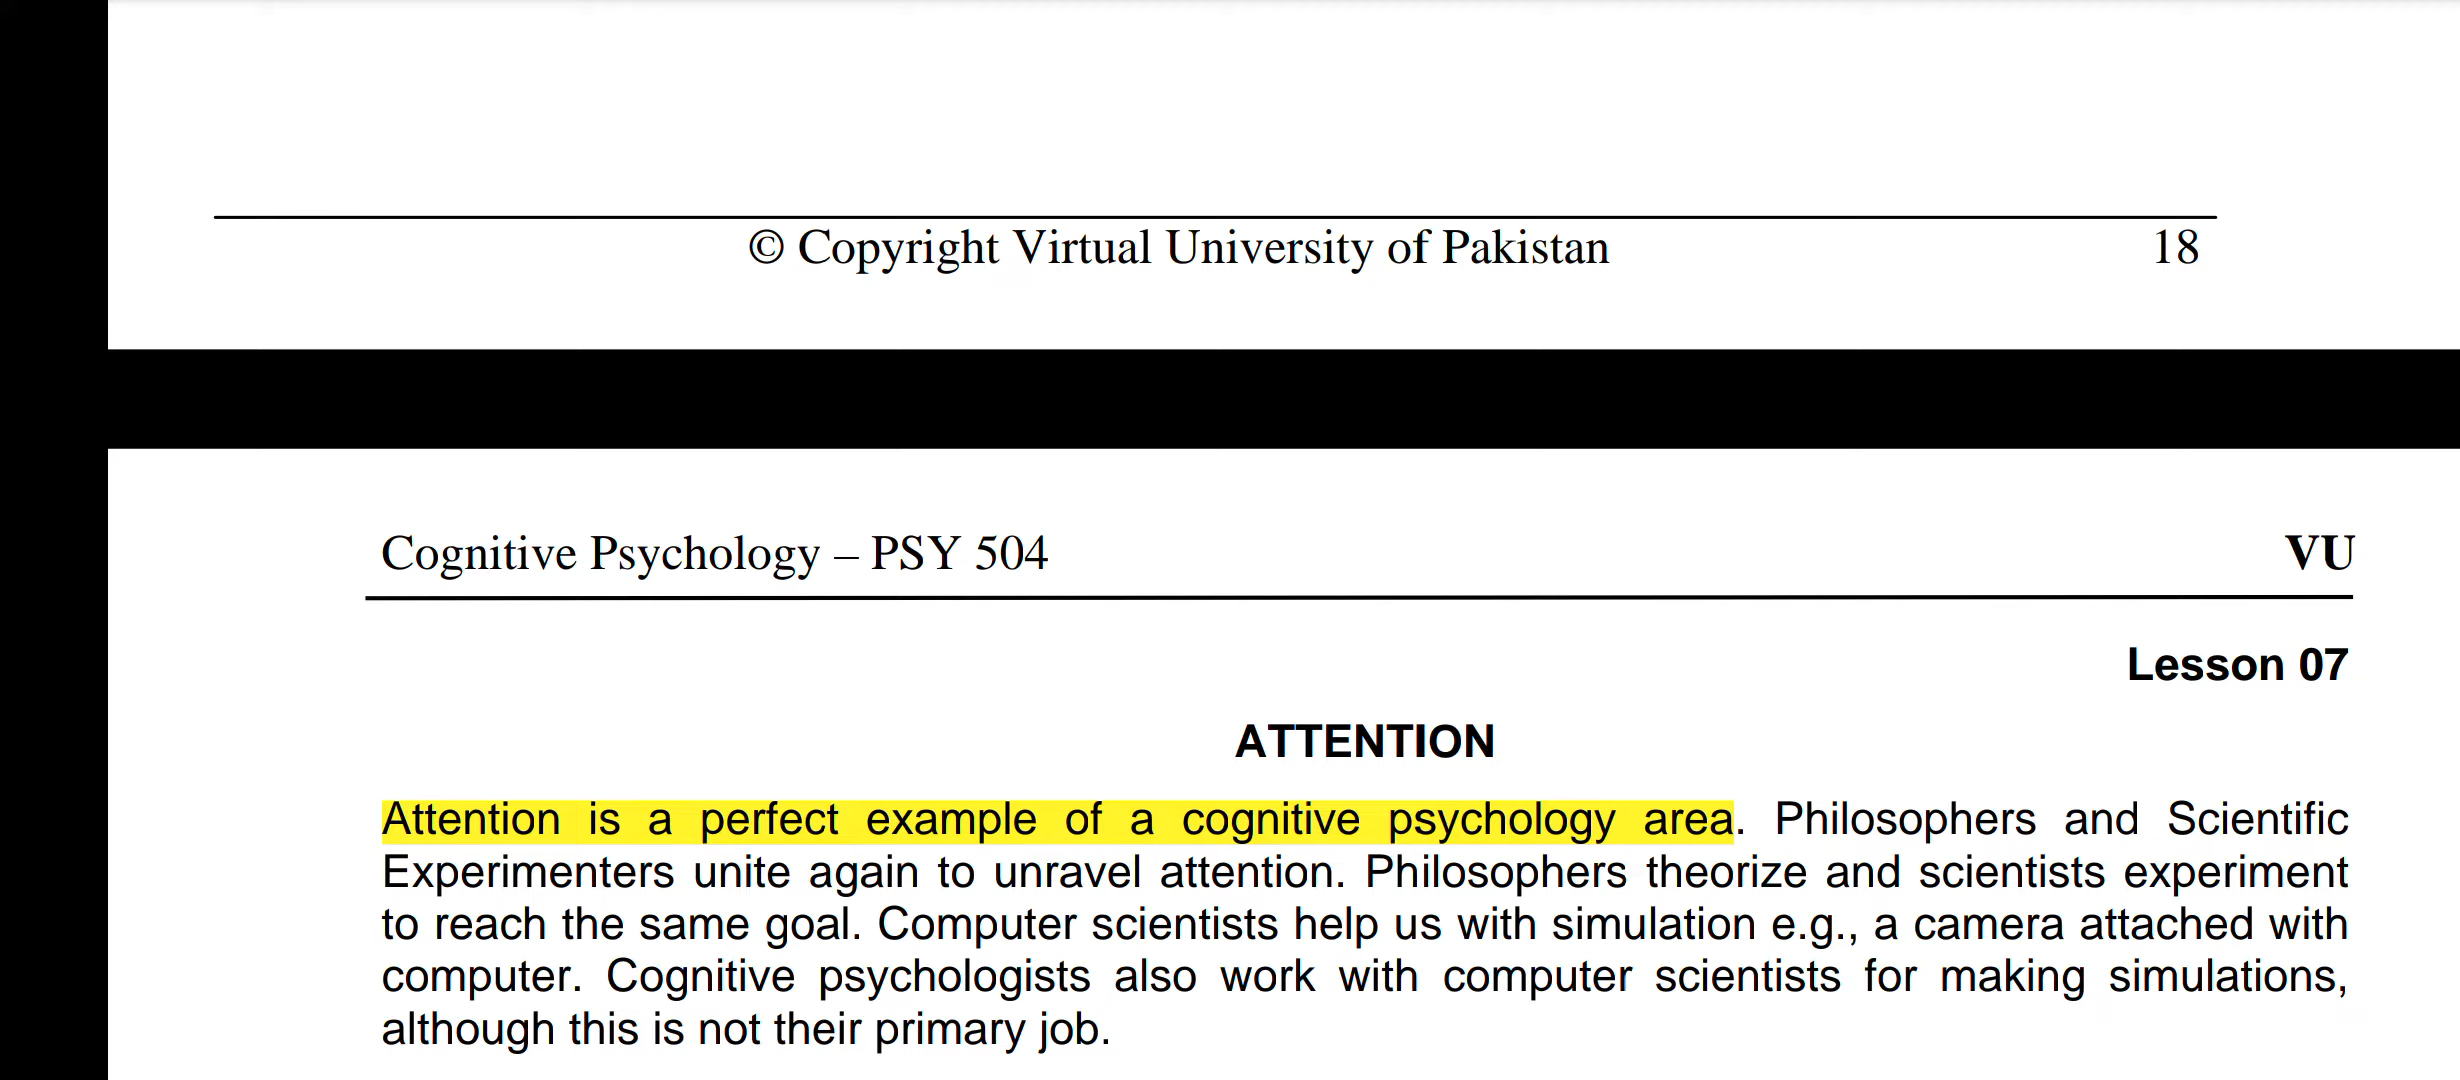 © Copyright Virtual University of Pakistan 18
Cognitive Psychology – PSY 504 VU
Lesson 07
ATTENTION
Attention is a perfect example of a cognitive psychology area. Philosophers and Scientific
Experimenters unite again to unravel attention. Philosophers theorize and scientists experiment
to reach the same goal. Computer scientists help us with simulation e.g., a camera attached with
computer. Cognitive psychologists also work with computer scientists for making simulations,
although this is not their primary job.